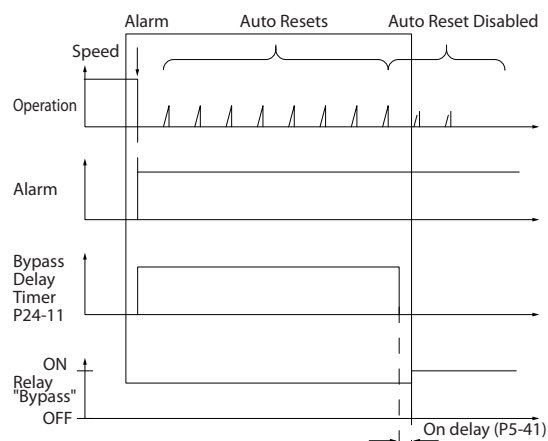 Alarm
Auto Resets
Auto Reset Disabled
Speed
Operation
Alarm
Bypass
Delay
Timer
P24-11
ON
Relay
"Bypass"
OFF
On delay (P5-41)